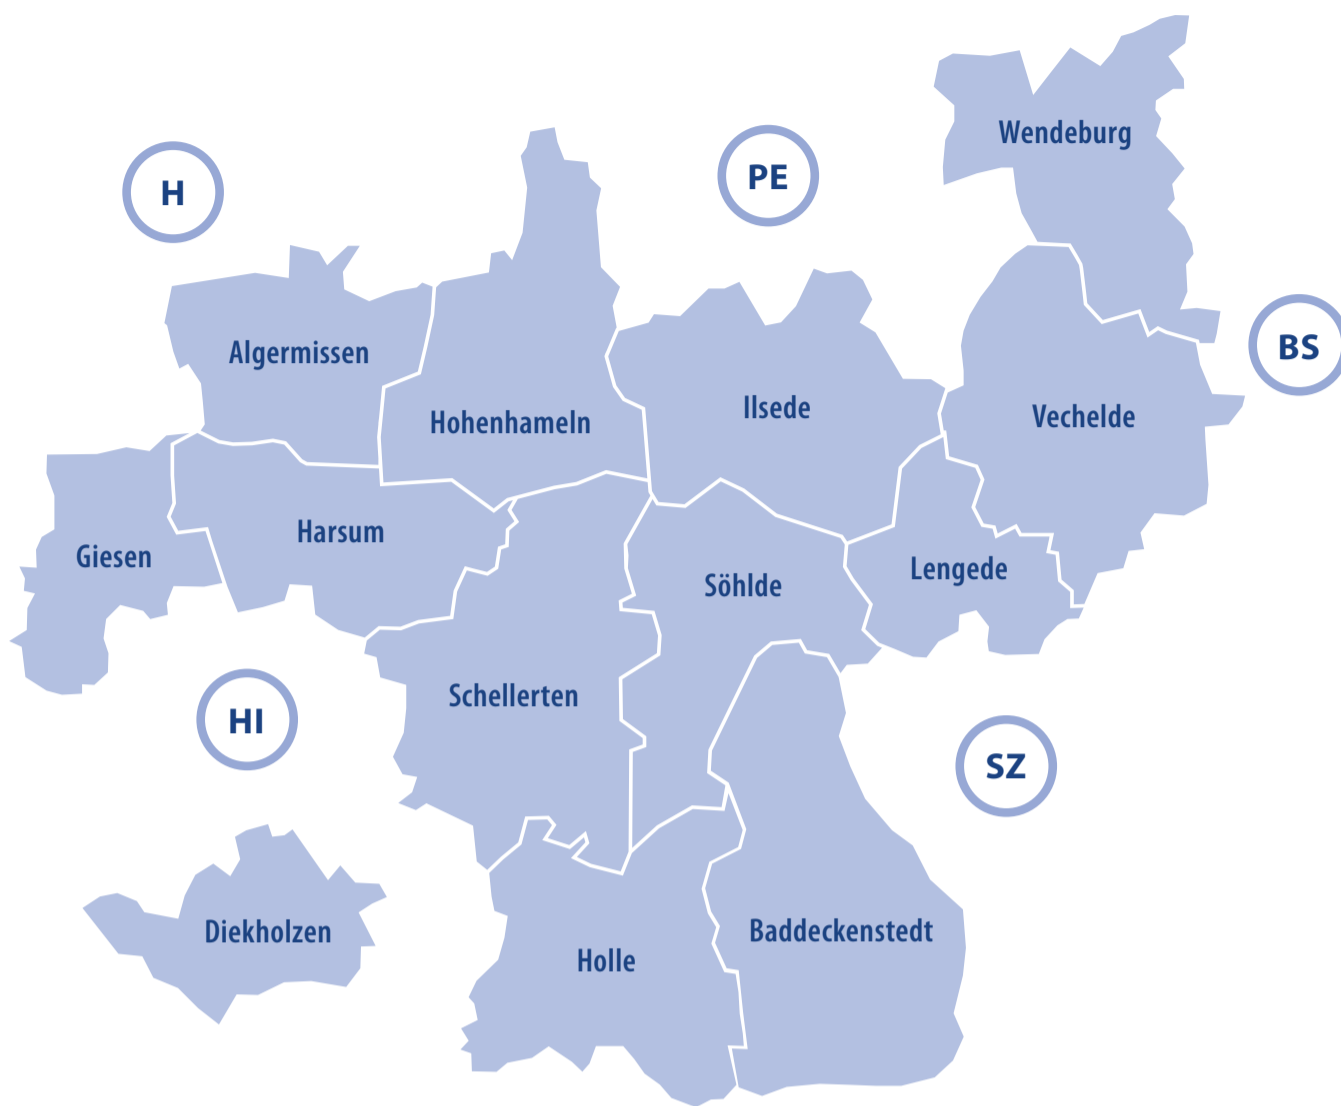 Wendeburg
PE
H
BS
Algermissen
Ilsede
Vechelde
Hohenhameln
Harsum
Giesen
Lengede
Söhlde
Schellerten
HI
SZ
Diekholzen
Baddeckenstedt
Holle